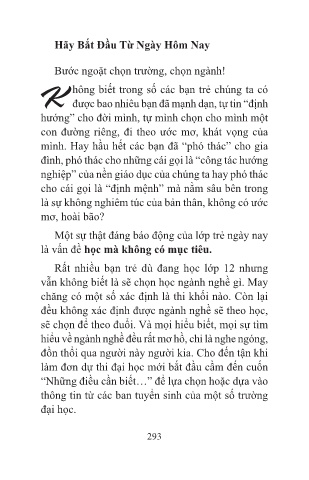 Hãy Bắt Đầu Từ Ngày Hôm Nay
Bước ngoặt chọn trường, chọn ngành!
Không biết trong số các bạn trẻ chúng ta có
được bao nhiêu bạn đã mạnh dạn, tự tin “định
hướng” cho đời mình, tự mình chọn cho mình một
con đường riêng, đi theo ước mơ, khát vọng của
mình. Hay hầu hết các bạn đã “phó thác” cho gia
đình, phó thác cho những cái gọi là “công tác hướng
nghiệp” của nền giáo dục của chúng ta hay phó thác
cho cái gọi là “định mệnh” mà nằm sâu bên trong
là sự không nghiêm túc của bản thân, không có ước
mơ, hoài bão?
Một sự thật đáng báo động của lớp trẻ ngày nay
là vấn đề học mà không có mục tiêu.
Rất nhiều bạn trẻ dù đang học lớp 12 nhưng
vẫn không biết là sẽ chọn học ngành nghề gì. May
chăng có một số xác định là thi khối nào. Còn lại
đều không xác định được ngành nghề sẽ theo học,
sẽ chọn để theo đuổi. Và mọi hiểu biết, mọi sự tìm
hiểu về ngành nghề đều rất mơ hồ, chỉ là nghe ngóng,
đồn thổi qua người này người kia. Cho đến tận khi
làm đơn dự thi đại học mới bắt đầu cầm đến cuốn
“Những điều cần biết…” để lựa chọn hoặc dựa vào
thông tin từ các ban tuyển sinh của một số trường
đại học.
293